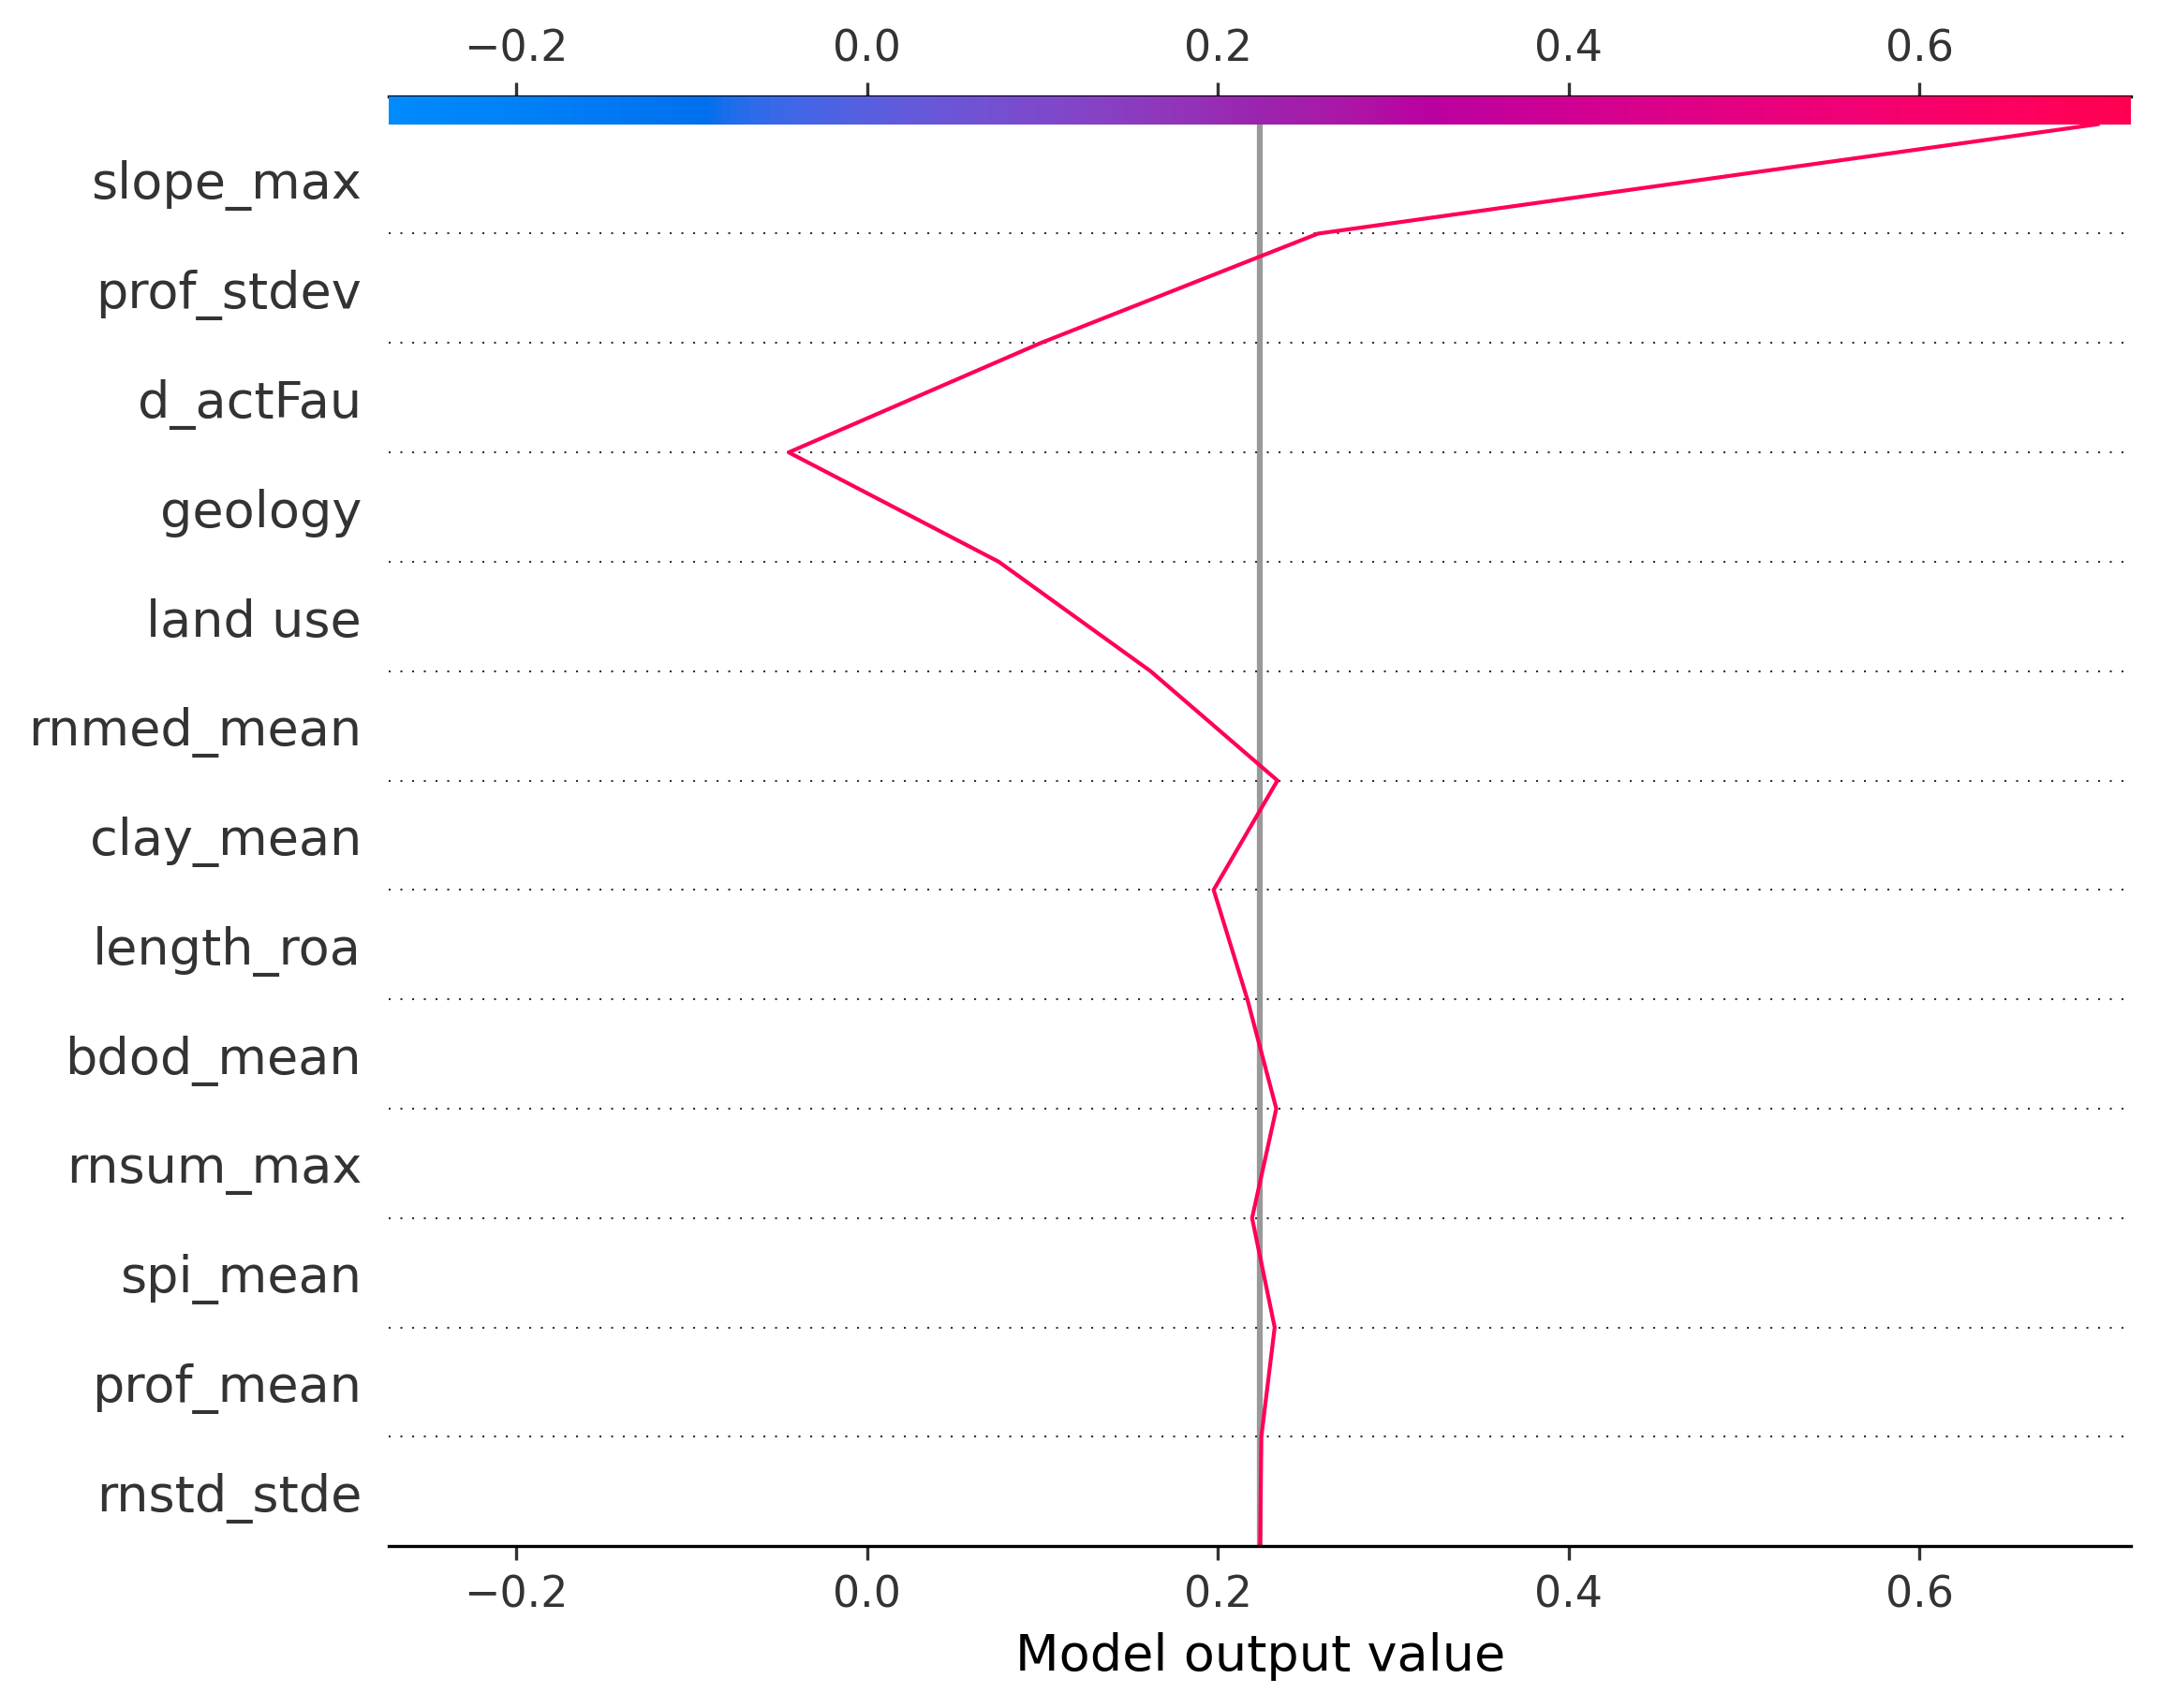 −0.2 0.0 0.2 0.4 0.6
slope_max
prof_stdev
d_actFau
geology
land use
rnmed_mean
clay_mean
length_roa
bdod_mean
rnsum_max
spi_mean
prof_mean
rnstd_stde
−0.2 0.0 0.2 0.4 0.6
Model output value